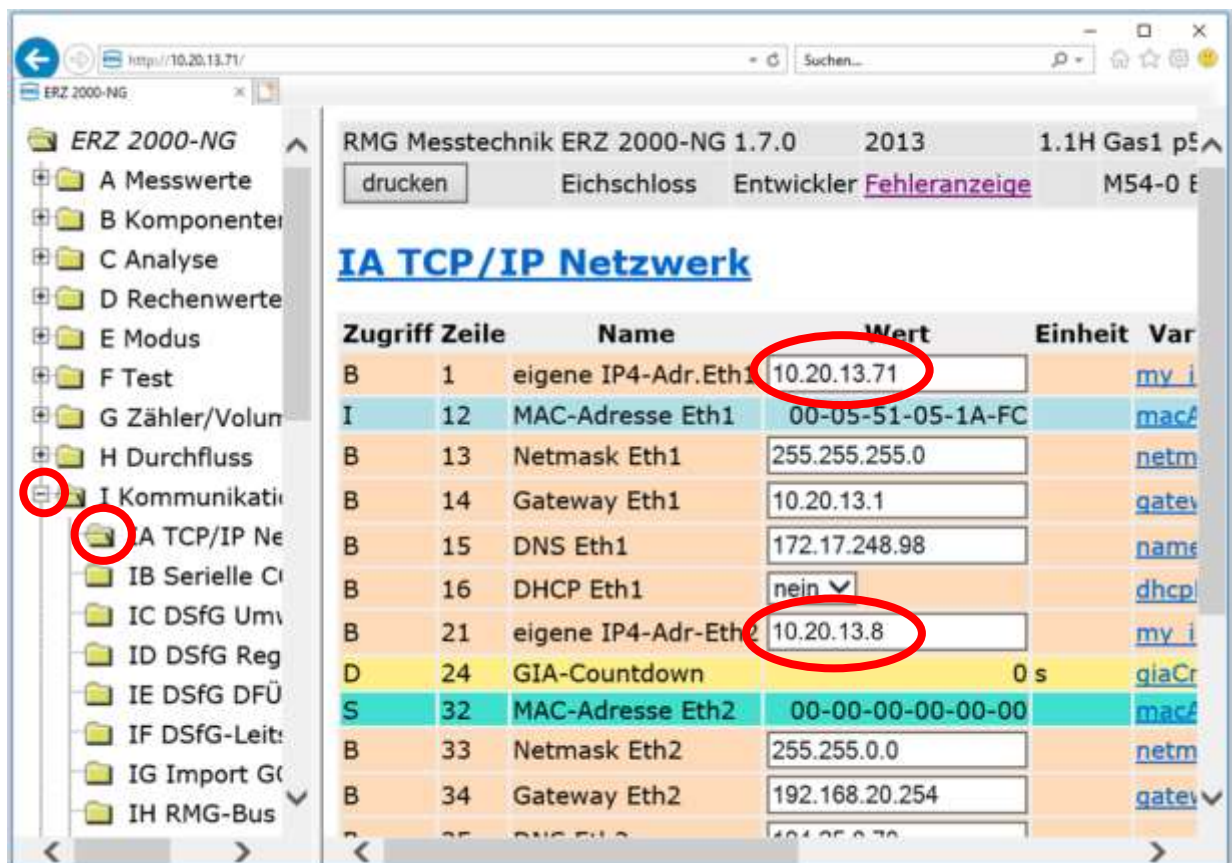 http://10.20.13.71/
Suchen...
ERZ 2000-NG
ERZ 2000-NG
A Messwerte
B Komponenter
C Analyse
D Rechenwerte
E Modus
F Test
G Zähler/Volum
H Durchfluss
I Kommunikati
IA TCP/IP Ne
IB Serielle
IC DSfG Umw
ID DSfG Reg
IE DSfG DFÜ
IF DSfG-Leits
IG Import G
IH RMG-Bus
RMG Messtechnik ERZ 2000-NG 1.7.0 2013 1.1H Gas1
drucken Eichschloss Entwickler Fehleranzeige M54-0
IA TCP/IP Netzwerk
Zugriff Zeile Name Wert Einheit Var
B 1 eigene IP4-Adr.Eth1 10.20.13.71 my_i
I 12 MAC-Adresse Eth1 00-05-51-05-1A-FC macA
B 13 Netmask Eth1 255.255.255.0 netm
B 14 Gateway Eth1 10.20.13.1 gatew
B 15 DNS Eth1 172.17.248.98 name
B 16 DHCP Eth1 nein dhcp
B 21 eigene IP4-Adr-Eth2 10.20.13.8 my_i
D 24 GIA-Countdown 0 s giaCr
S 32 MAC-Adresse Eth2 00-00-00-00-00-00 macA
B 33 Netmask Eth2 255.255.0.0 netm
B 34 Gateway Eth2 192.168.20.254 gatew